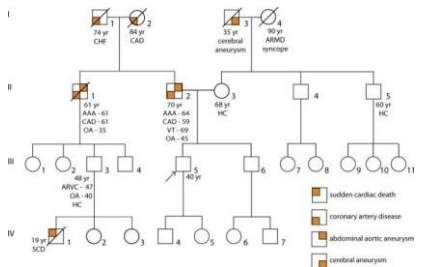 I
1
2
3
4
74 yr
CHF
84 yr
CAD
35 yr
cerebral
aneurysm
90 yr
ARMD
syncope
II
1
2
3
4
5
61 yr
AAA - 61
CAD - 61
OA - 35
70 yr
AAA - 64
CAD - 59
VT - 69
OA - 45
68 yr
HC
60 yr
HC
III
1
2
3
4
5
6
7
8
9
10
11
48 yr
ARVC - 47
OA - 40
HC
40 yr
IV
1
2
3
4
5
6
7
19 yr
SCD
sudden cardiac death
coronary artery disease
abdominal aortic aneurysm
cerebral aneurysm